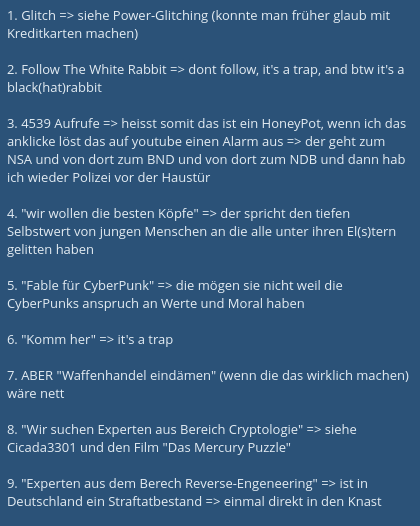 1. Glitch => siehe Power-Glitching (konnte man früher glaub mit
Kreditkarten machen)
2. Follow The White Rabbit => dont follow, it's a trap, and btw it's a
black(hat)rabbit
3. 4539 Aufrufe => heisst somit das ist ein HoneyPot, wenn ich das
anklicke löst das auf youtube einen Alarm aus => der geht zum
NSA und von dort zum BND und von dort zum NDB und dann hab
ich wieder Polizei vor der Haustür
4. "wir wollen die besten Köpfe" => der spricht den tiefen
Selbstwert von jungen Menschen an die alle unter ihren El(s)tern
gelitten haben
5. "Fable für CyberPunk" => die mögen sie nicht weil die
CyberPunks anspruch an Werte und Moral haben
6. "Komm her" => it's a trap
7. ABER "Waffenhandel eindämen" (wenn die das wirklich machen)
wäre nett
8. "Wir suchen Experten aus Bereich Cryptologie" => siehe
Cicada3301 und den Film "Das Mercury Puzzle"
9. "Experten aus dem Berech Reverse-Engeneering" => ist in
Deutschland ein Straftatbestand => einmal direkt in den Knast